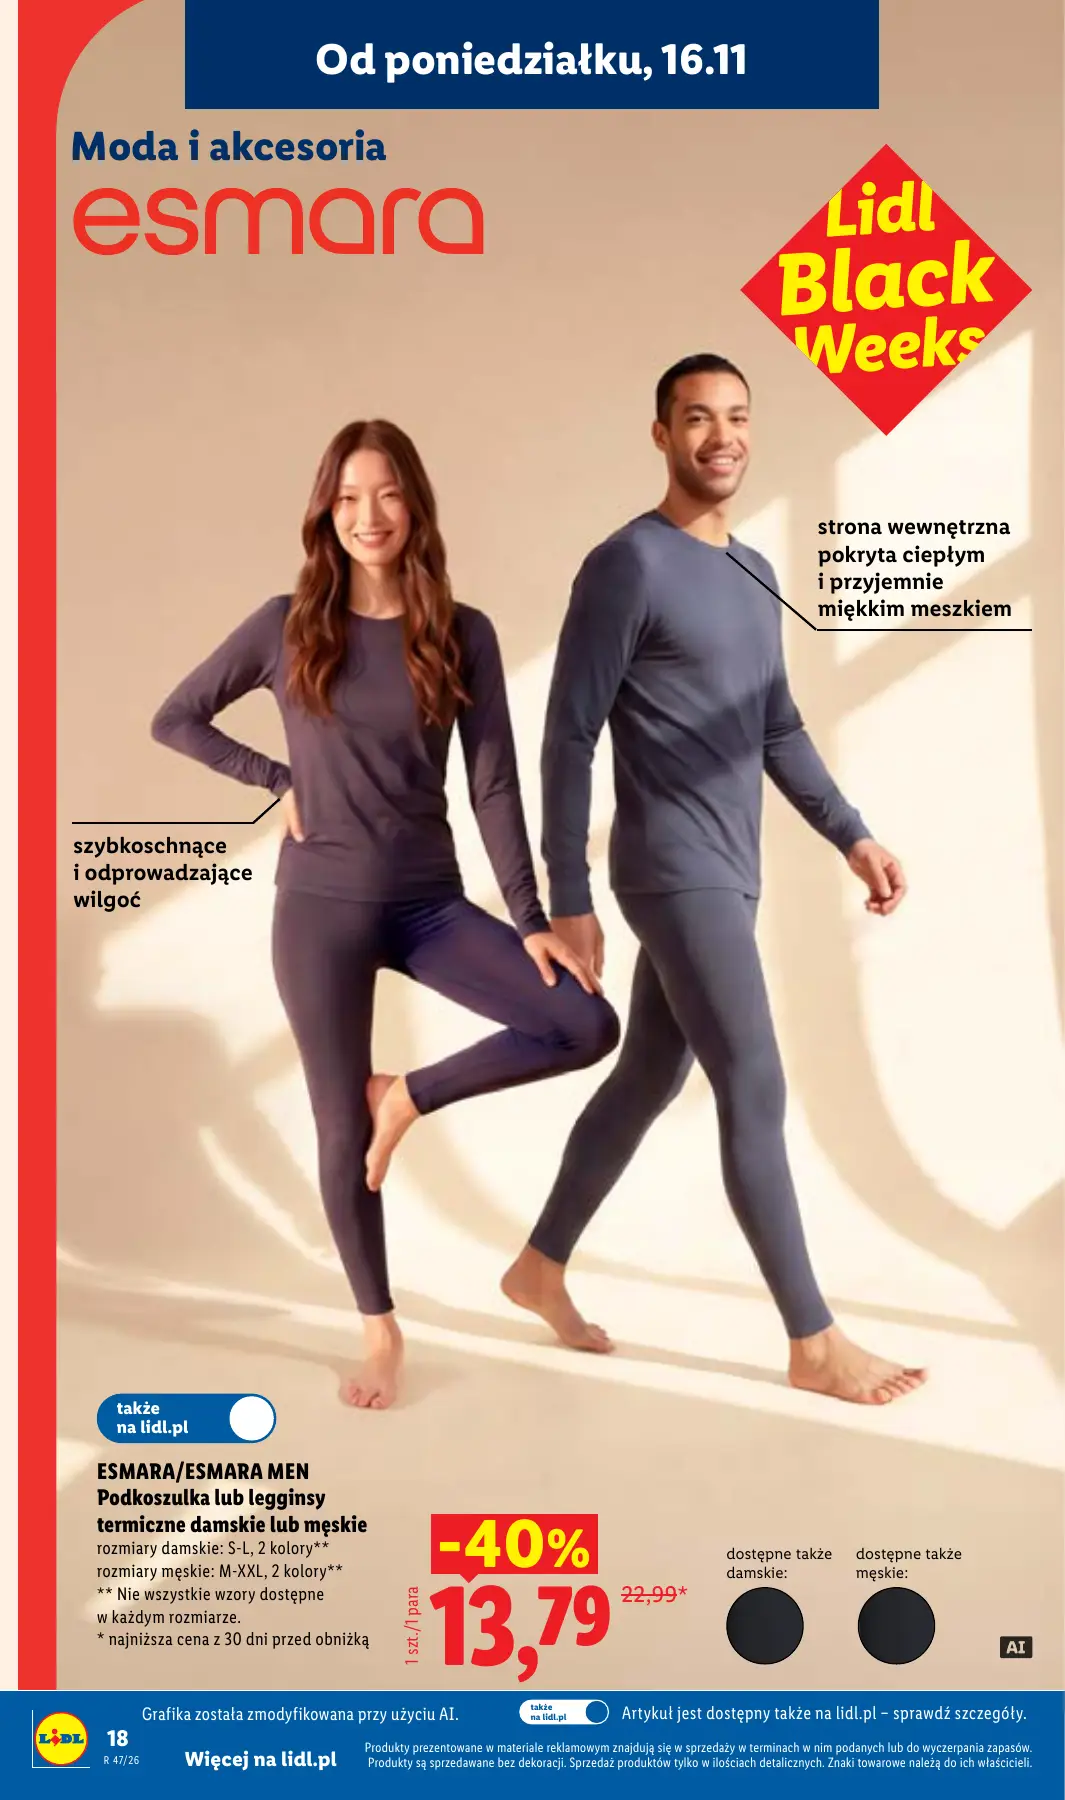 Od poniedziałku, 16.11
Moda i akcesoria
esmara
Lidl
Black
Weeks
strona wewnętrzna
pokryta ciepłym
i przyjemnie
miękkim meszkiem
szybkoschnące
i odprowadzające
wilgoć
także
na lidl.pl
ESMARA/ESMARA MEN
Podkoszulka lub legginsy
termiczne damskie lub męskie
rozmiary damskie: S-L, 2 kolory**
rozmiary męskie: M-XXL, 2 kolory**
** Nie wszystkie wzory dostępne
w każdym rozmiarze.
* najniższa cena z 30 dni przed obniżką
1 szt./1 para
-40%
13,79
22,99*
dostępne także
damskie:
dostępne także
męskie:
AI
LIDL
18
R 47/26
Grafika została zmodyfikowana przy użyciu AI.
Więcej na lidl.pl
także
na lidl.pl
Artykuł jest dostępny także na lidl.pl – sprawdź szczegóły.
Produkty prezentowane w materiale reklamowym znajdują się w sprzedaży w terminach w nim podanych lub do wyczerpania zapasów.
Produkty są sprzedawane bez dekoracji. Sprzedaż produktów tylko w ilościach detalicznych. Znaki towarowe należą do ich właścicieli.